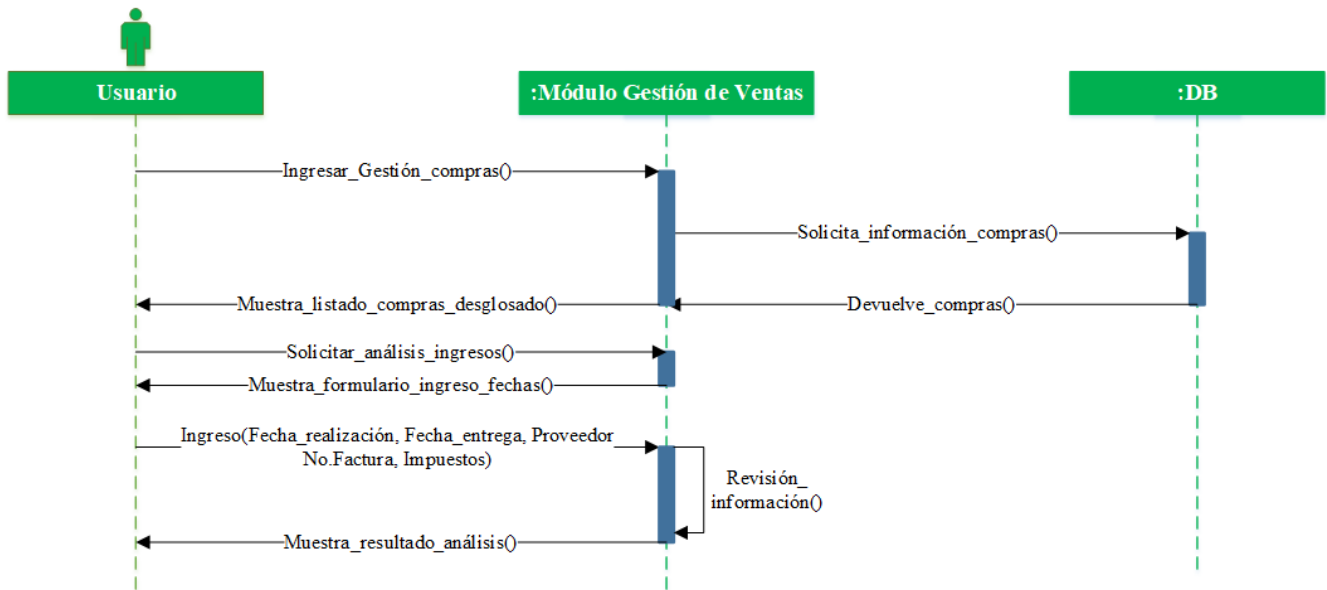 Usuario
:Módulo Gestión de Ventas
:DB
Ingresar_Gestión_compras()
Solicita_información_compras()
Muestra_listado_compras_desglosado()
Devuelve_compras()
Solicitar_análisis_ingresos()
Muestra_formulario_ingreso_fechas()
Ingreso(Fecha_realización, Fecha_entrega, Proveedor
No.Factura, Impuestos)
Revisión_
información()
Muestra_resultado_análisis()